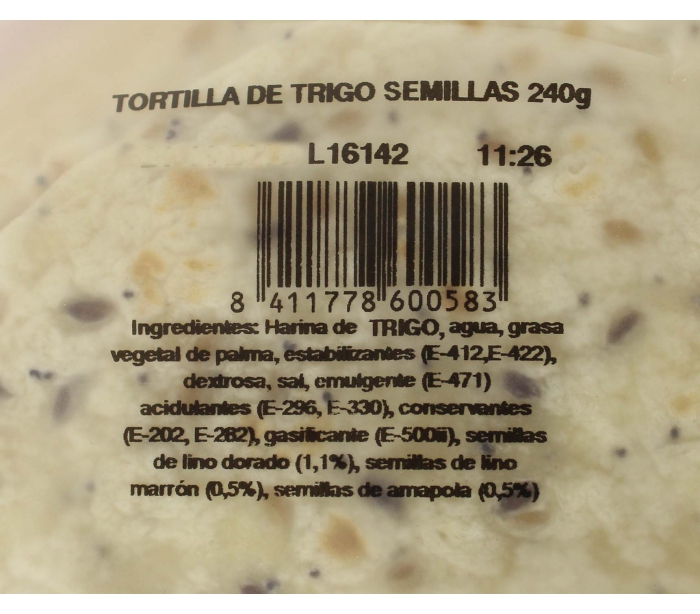 TORTILLA DE TRIGO SEMILLAS 240g
L16142 11:26
8 411778 600583
Ingredientes: Harina de TRIGO, agua, grasa
vegetal de palma, estabilizantes (E-412,E-422),
dextrosa, sal, emulgente (E-471)
acidulantes (E-296, E-330), conservantes
(E-202, E-282), gasificante (E-500ii), semillas
de lino dorado (1,1%), semillas de lino
marrón (0,5%), semillas de amapola (0,5%)